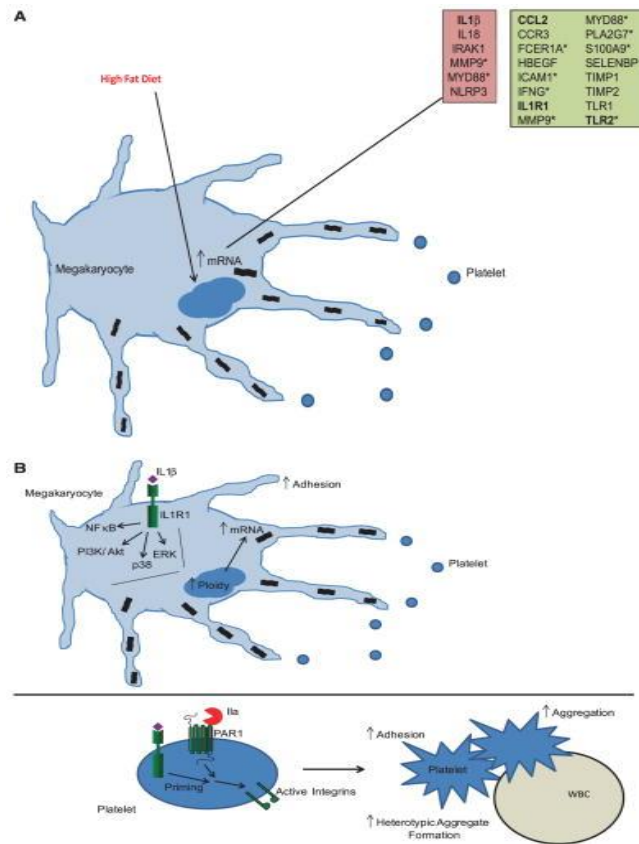 A
IL1β
IL18
IRAK1
MMP9*
MYD88*
NLRP3
CCL2 MYD88*
CCR3 PLA2G7*
FCER1A* S100A9*
HBEGF SELENBP
ICAM1* TIMP1
IFNG* TIMP2
IL1R1 TLR1
MMP9* TLR2*
High Fat Diet
↑ mRNA
Megakaryocyte
Platelet
B
IL1β
Megakaryocyte
↑ Adhesion
IL1R1
NFκB
↑ mRNA
PI3K/Akt
ERK
p38
Platelet
↑ Ploidy
IIa
PAR1
Priming
Active Integrins
Platelet
↑ Aggregation
↑ Adhesion
Platelet
WBC
↑ Heterotypic Aggregate
Formation